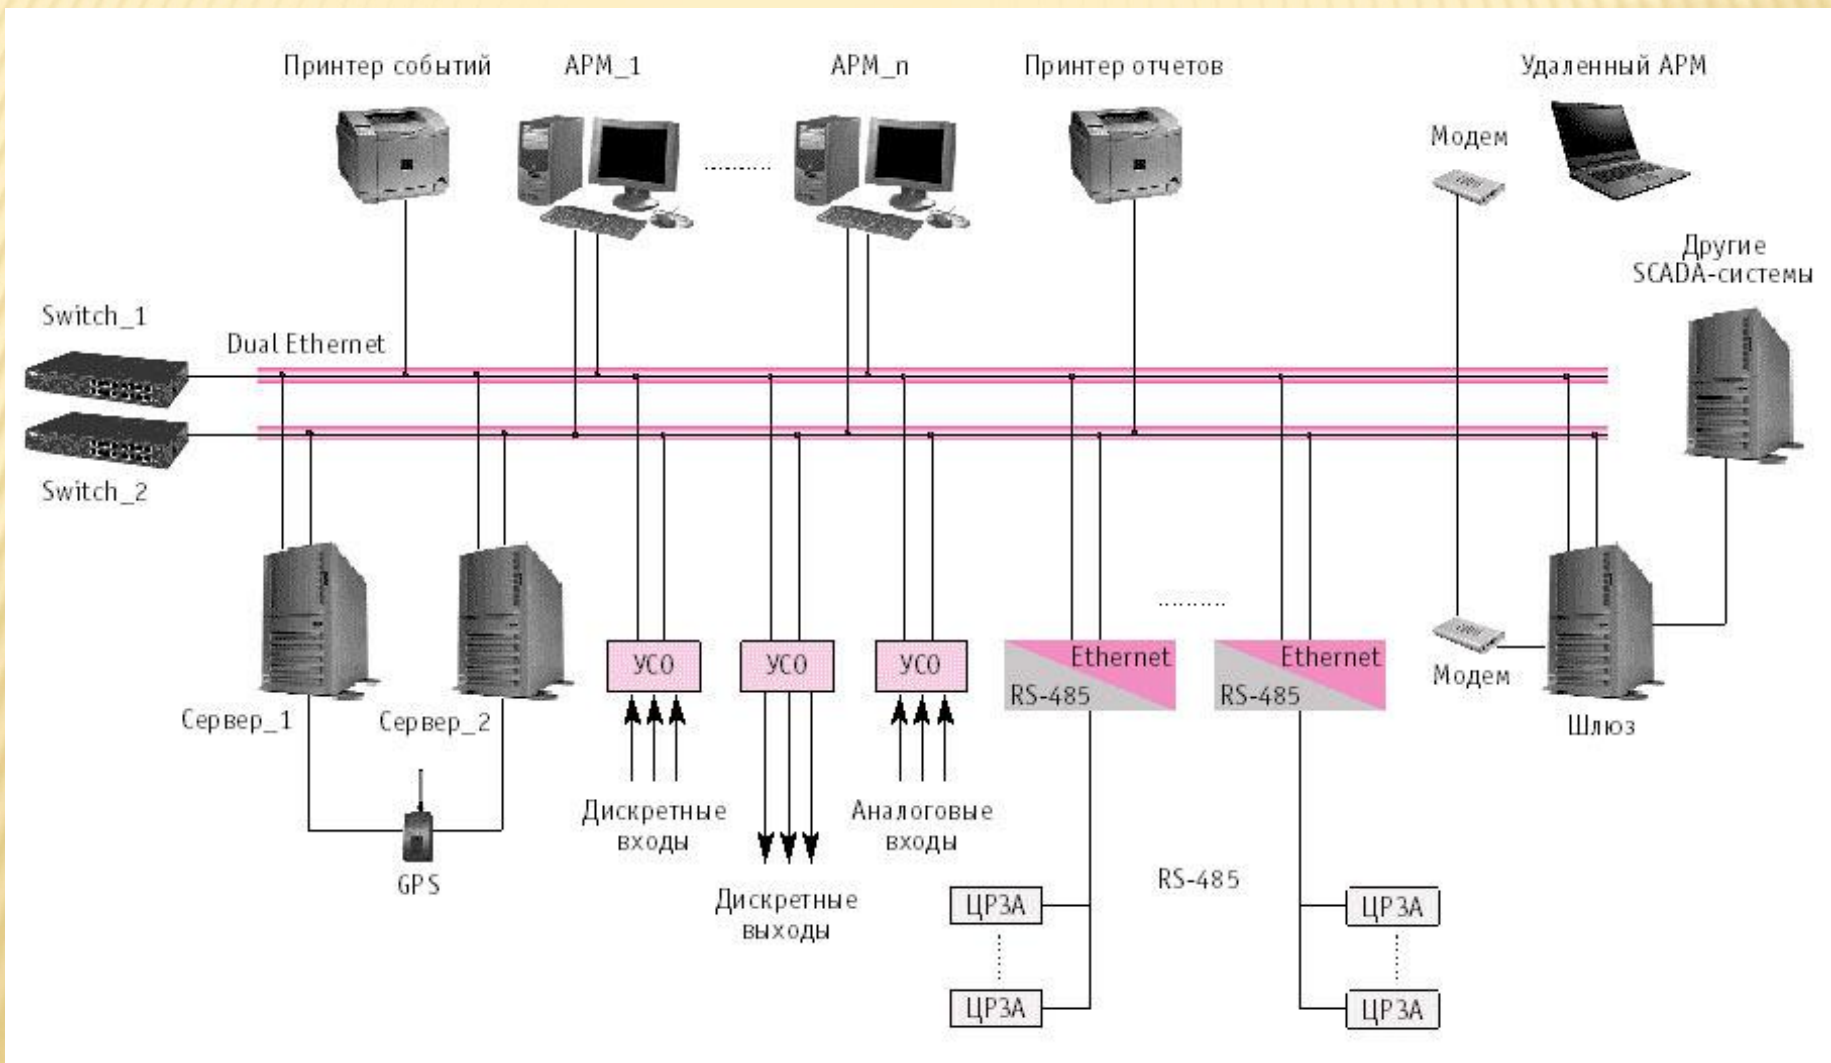 Принтер событий
АРМ_1
АРМ_n
Принтер отчетов
Удаленный АРМ
Модем
Другие
SCADA-системы
Switch_1
Dual Ethernet
Switch_2
УСО
УСО
УСО
Ethernet
RS-485
Ethernet
RS-485
Модем
Сервер_1
Сервер_2
Шлюз
Дискретные
входы
Аналоговые
входы
GPS
Дискретные
выходы
RS-485
ЦРЗА
ЦРЗА
ЦРЗА
ЦРЗА